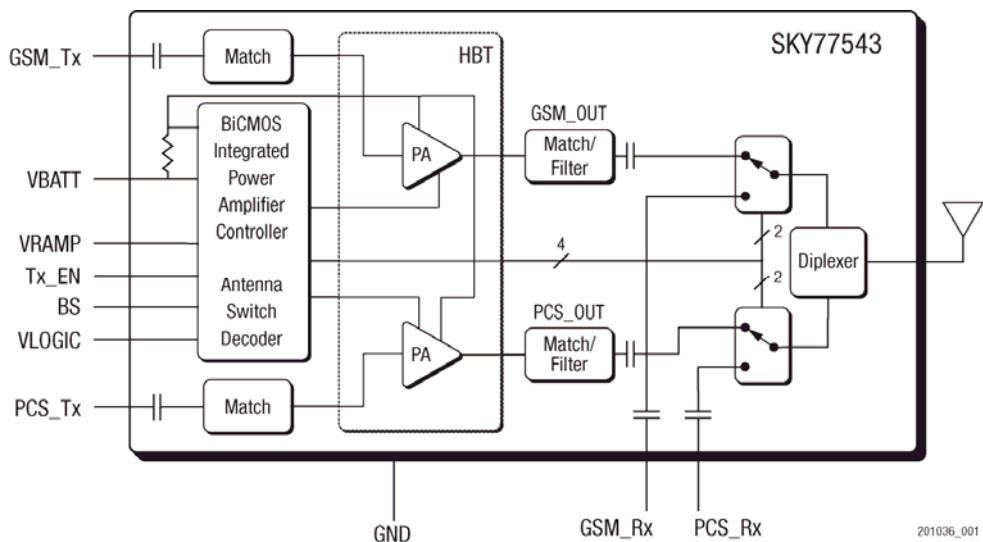 SKY77543
GSM_Tx
Match
HBT
BiCMOS
Integrated
Power
Amplifier
Controller
Antenna
Switch
Decoder
PA
GSM_OUT
Match/
Filter
VBATT
VRAMP
Tx_EN
BS
VLOGIC
4
2
2
Diplexer
PA
PCS_OUT
Match/
Filter
PCS_Tx
Match
GND
GSM_Rx
PCS_Rx
201036_001